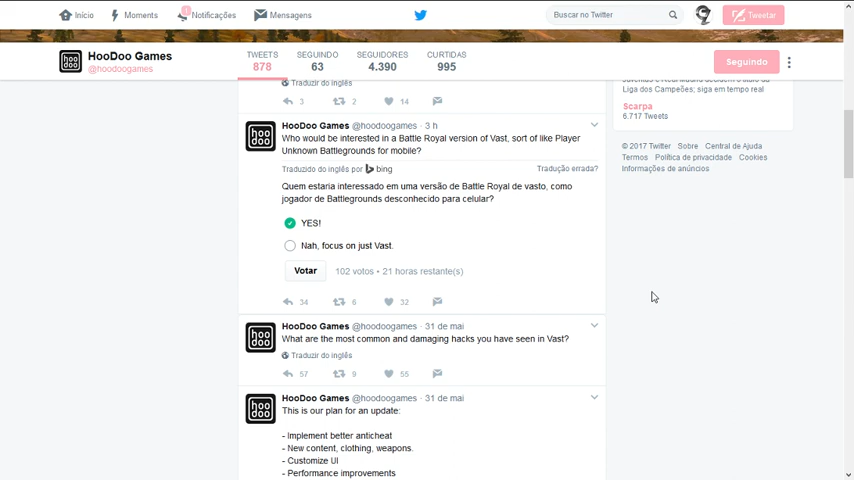 Início
Moments
1
Notificações
Mensagens
Buscar no Twitter
Tweetar
hoo doo
HooDoo Games
@hoodoogames
TWEETS
878
SEGUINDO
63
SEGUIDORES
4.390
CURTIDAS
995
Seguindo
Traduzir do inglês
3 2 14
HooDoo Games @hoodoogames · 3 h
Who would be interested in a Battle Royal version of Vast, sort of like Player
Unknown Battlegrounds for mobile?
Traduzido do inglês por bing
Tradução errada?
Quem estaria interessado em uma versão de Battle Royal de vasto, como
jogador de Battlegrounds desconhecido para celular?
YES!
Nah, focus on just Vast.
Votar
102 votos • 21 horas restante(s)
34 6 32
hoo doo
HooDoo Games @hoodoogames · 31 de mai
What are the most common and damaging hacks you have seen in Vast?
Traduzir do inglês
57 9 55
hoo doo
HooDoo Games @hoodoogames · 31 de mai
This is our plan for an update:
- Implement better anticheat
- New content, clothing, weapons.
- Customize UI
- Performance improvements
Liga dos Campeões; siga em tempo real
Scarpa
6.717 Tweets
© 2017 Twitter Sobre Central de Ajuda
Termos Política de privacidade Cookies
Informações de anúncios